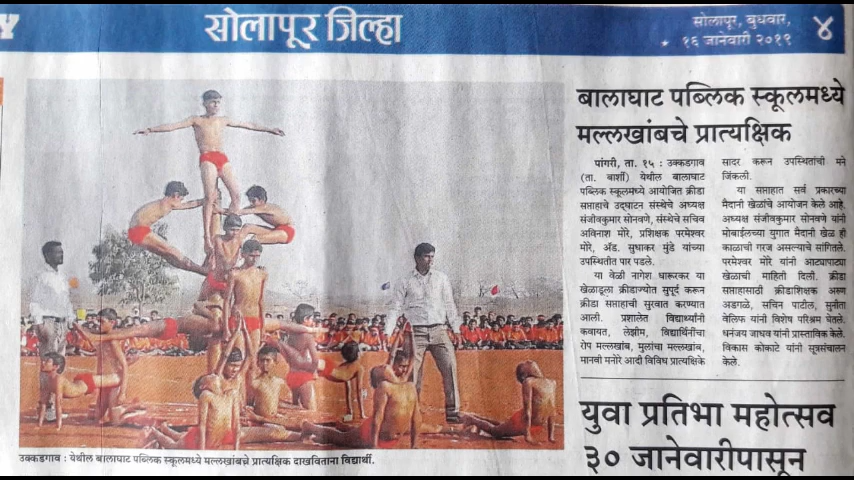 Y
सोलापूर जिल्हा
सोलापूर, बुधवार,
★ १६ जानेवारी २०१९
४
बालाघाट पब्लिक स्कूलमध्ये
मल्लखांबचे प्रात्यक्षिक
पांगरी, ता. १५ : उक्कडगाव
(ता. बार्शी) येथील बालाघाट
पब्लिक स्कूलमध्ये आयोजित क्रीडा
सप्ताहाचे उद्‌घाटन संस्थेचे अध्यक्ष
संजीवकुमार सोनवणे, संस्थेचे सचिव
अविनाश मोरे, प्रशिक्षक परमेश्वर
मोरे, ॲड. सुधाकर मुंडे यांच्या
उपस्थितीत पार पडले.
या वेळी नागेश धारूरकर या
खेळाडूला क्रीडाज्योत सुपूर्द करून
क्रीडा सप्ताहाची सुरवात करण्यात
आली. प्रशालेत विद्यार्थ्यांनी
कवायत, लेझीम, विद्यार्थिनींचा
रोप मल्लखांब, मुलांचा मल्लखांब,
मानवी मनोरे आदी विविध प्रात्यक्षिके
सादर करून उपस्थितांची मने
जिंकली.
या सप्ताहात सर्व प्रकारच्या
मैदानी खेळांचे आयोजन केले आहे.
अध्यक्ष संजीवकुमार सोनवणे यांनी
मोबाईलच्या युगात मैदानी खेळ ही
काळाची गरज असल्याचे सांगितले.
परमेश्वर मोरे यांनी आट्यापाट्या
खेळाची माहिती दिली. क्रीडा
सप्ताहासाठी क्रीडाशिक्षक अरुण
अडगळे, सचिन पाटील, सुनीता
वेलिफ यांनी विशेष परिश्रम घेतले.
धनंजय जाधव यांनी प्रास्ताविक केले.
विकास कोकाटे यांनी सूत्रसंचालन
केले.
उक्कडगाव : येथील बालाघाट पब्लिक स्कूलमध्ये मल्लखांबचे प्रात्यक्षिक दाखविताना विद्यार्थी.
युवा प्रतिभा महोत्सव
३० जानेवारीपासून